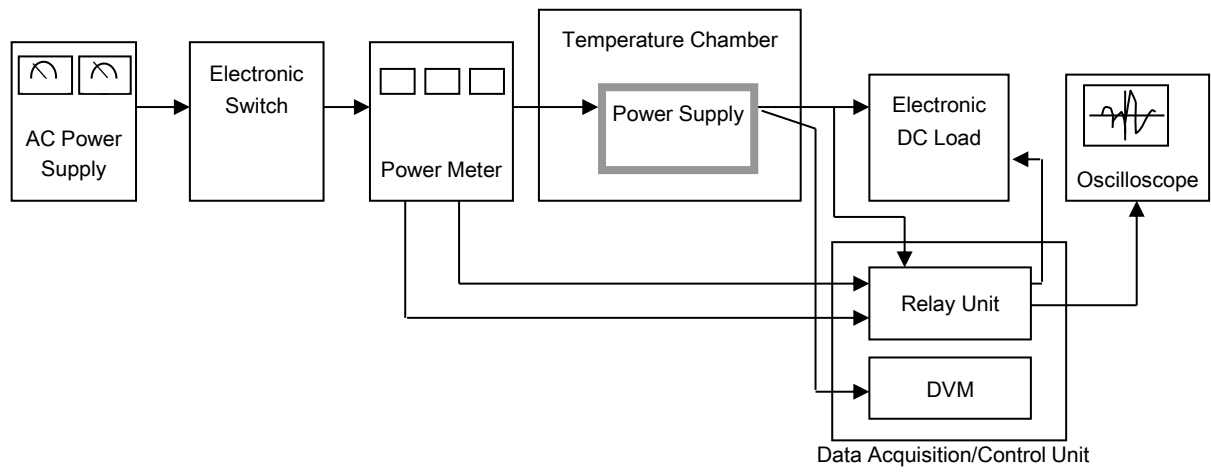 Temperature Chamber
AC Power
Supply
Electronic
Switch
Power Meter
Power Supply
Electronic
DC Load
Oscilloscope
Relay Unit
DVM
Data Acquisition/Control Unit